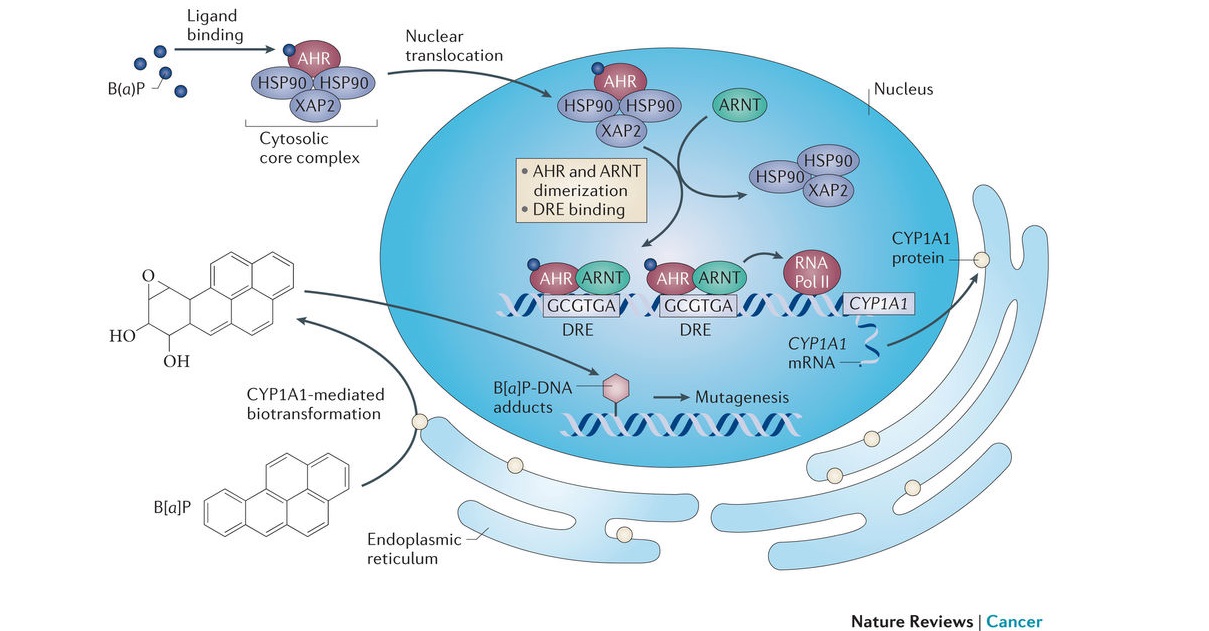 Ligand
binding
B(a)P
AHR
HSP90 HSP90
XAP2
Cytosolic
core complex
Nuclear
translocation
AHR
HSP90 HSP90
XAP2
ARNT
Nucleus
HSP90
HSP90
XAP2
• AHR and ARNT
dimerization
• DRE binding
AHR ARNT
GCGTGA
DRE
AHR ARNT
GCGTGA
DRE
RNA
Pol II
CYP1A1
CYP1A1
mRNA
CYP1A1
protein
O
HO
OH
CYP1A1-mediated
biotransformation
B[a]P
B[a]P-DNA
adducts
Mutagenesis
Endoplasmic
reticulum
Nature Reviews | Cancer